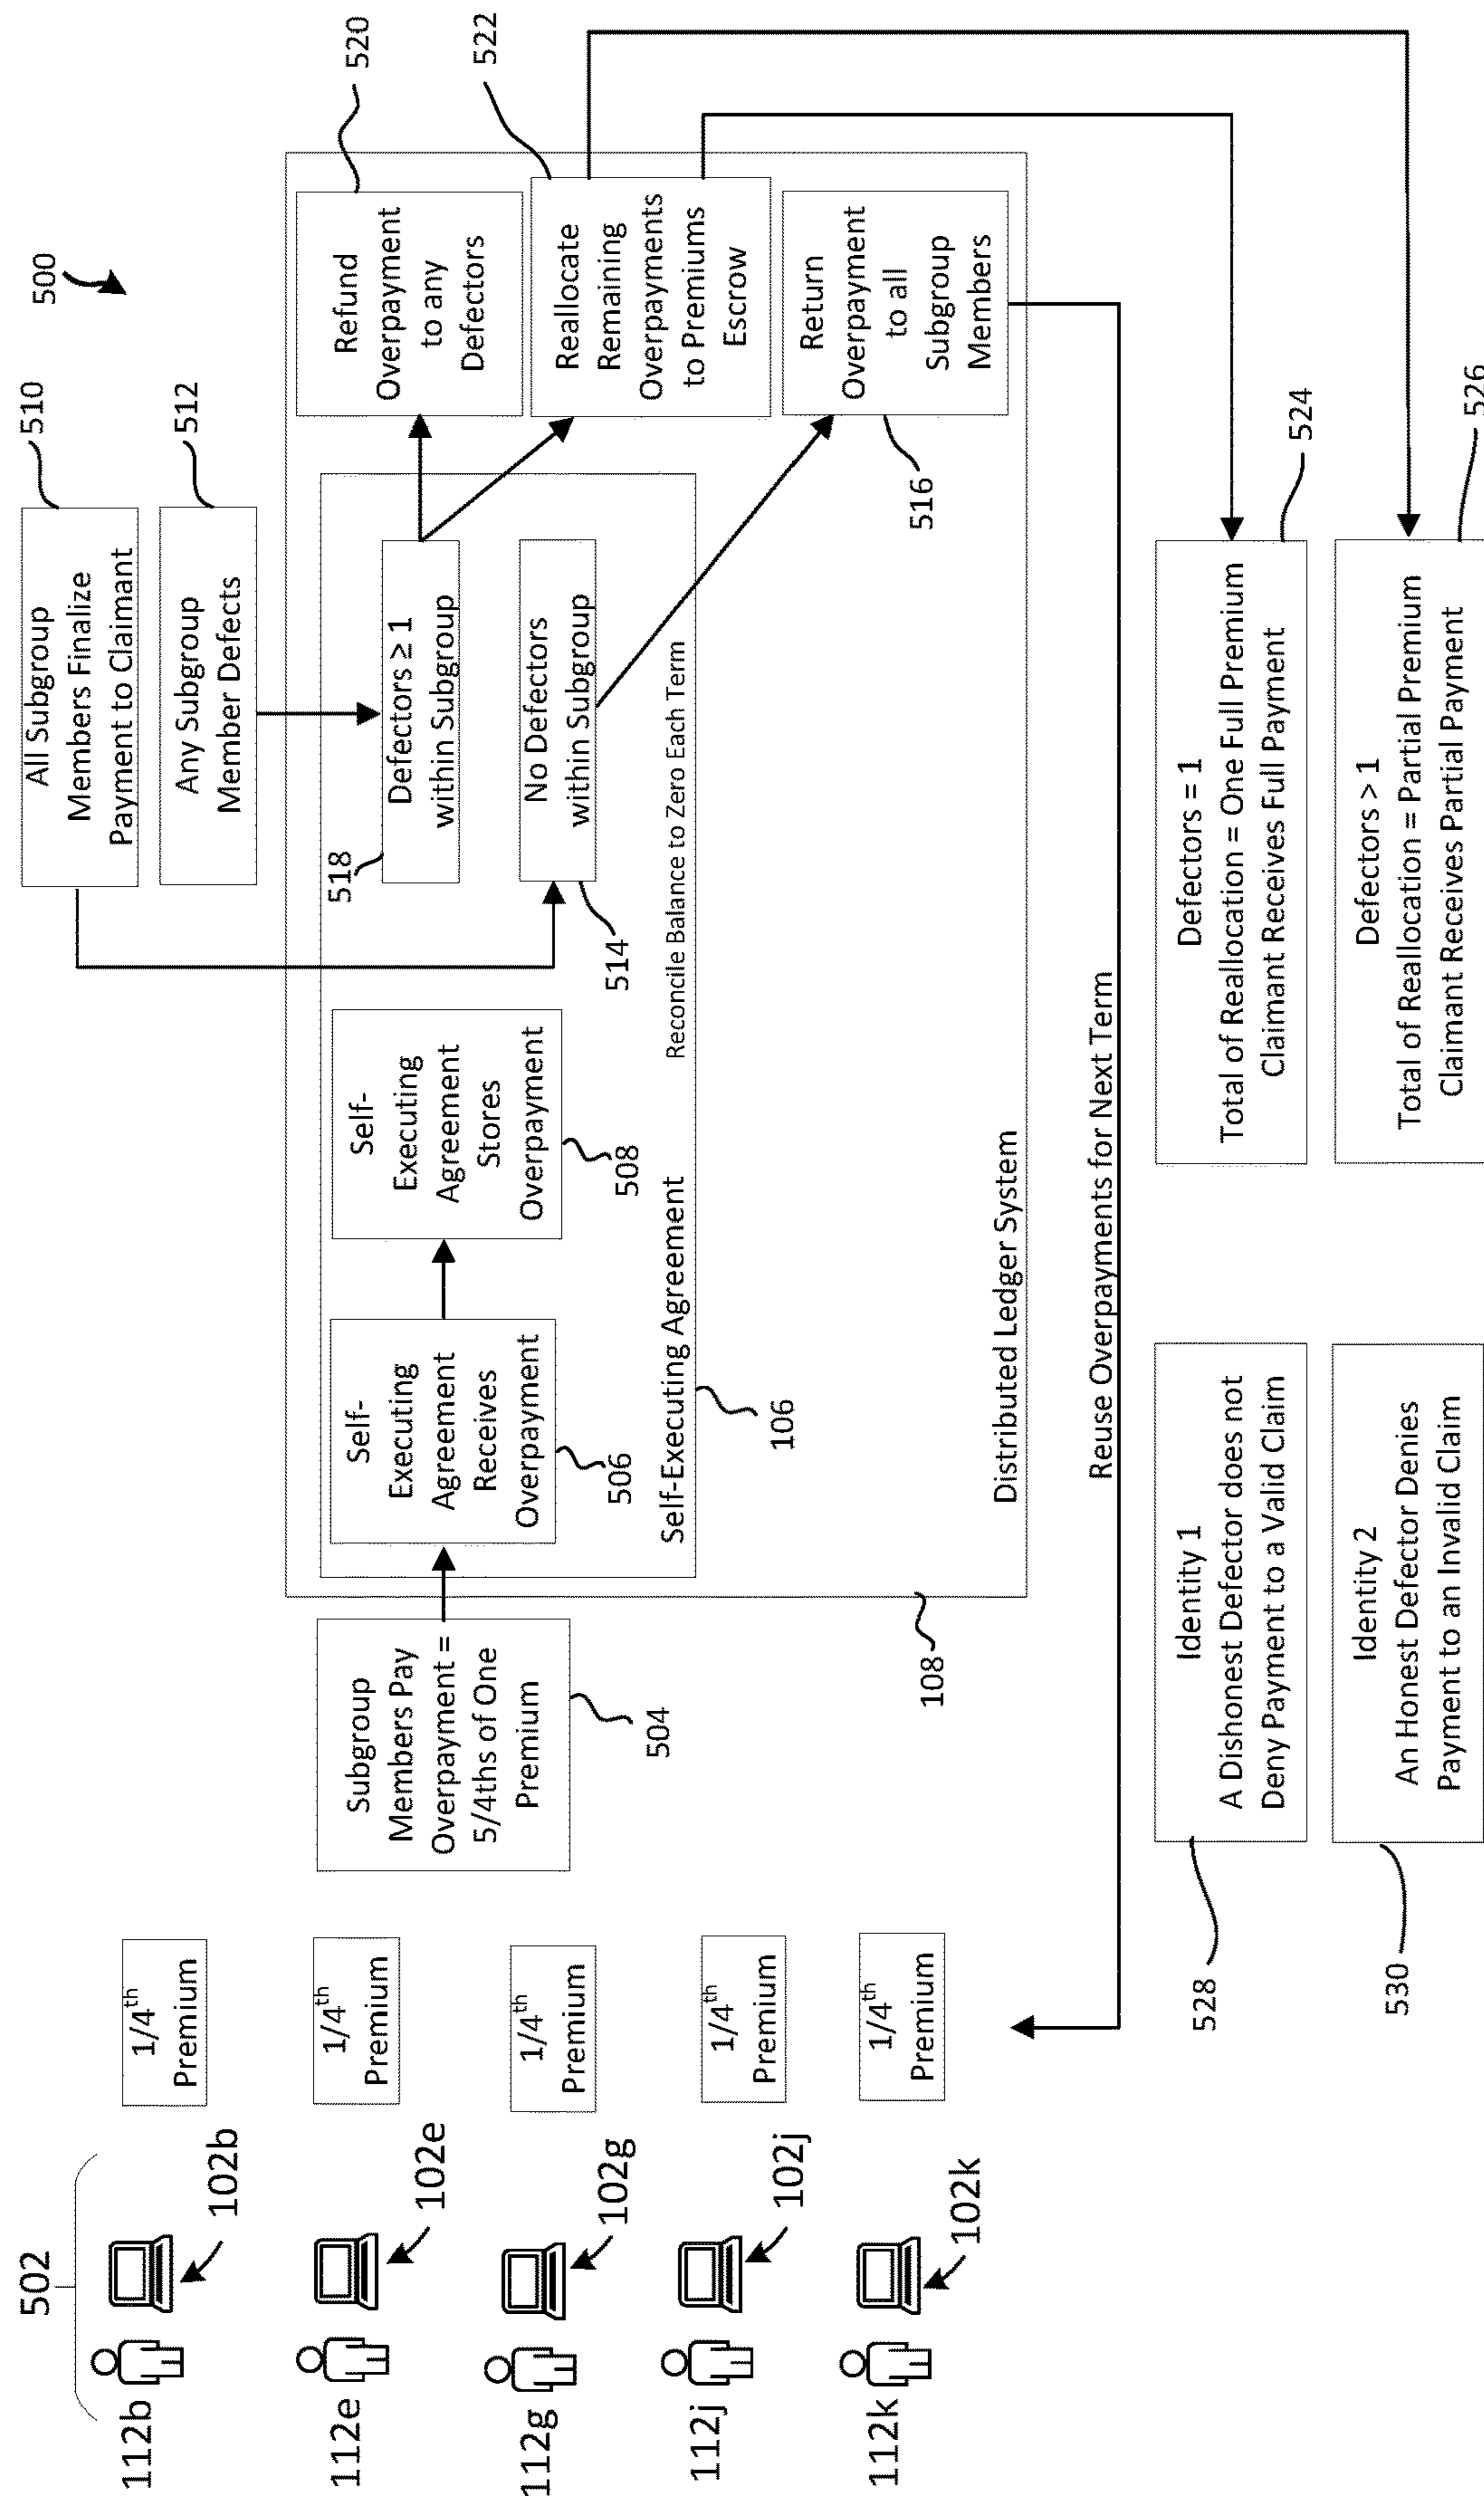 500
502
112b
102b
112e
102e
112g
102g
112j
102j
112k
102k
1/4th
Premium
1/4th
Premium
1/4th
Premium
1/4th
Premium
1/4th
Premium
Subgroup
Members Pay
Overpayment =
5/4ths of One
Premium
504
Self-
Executing
Agreement
Receives
Overpayment
506
Self-
Executing
Agreement
Stores
Overpayment
508
Self-Executing Agreement
106
Reconcile Balance to Zero Each Term
Distributed Ledger System
108
All Subgroup
Members Finalize
Payment to Claimant
510
Any Subgroup
Member Defects
512
Defectors ≥ 1
within Subgroup
518
No Defectors
within Subgroup
514
Refund
Overpayment
to any
Defectors
520
Reallocate
Remaining
Overpayments
to Premiums
Escrow
522
Return
Overpayment
to all
Subgroup
Members
516
Reuse Overpayments for Next Term
Identity 1
A Dishonest Defector does not
Deny Payment to a Valid Claim
528
Identity 2
An Honest Defector Denies
Payment to an Invalid Claim
530
Defectors = 1
Total of Reallocation = One Full Premium
Claimant Receives Full Payment
524
Defectors > 1
Total of Reallocation = Partial Premium
Claimant Receives Partial Payment
526